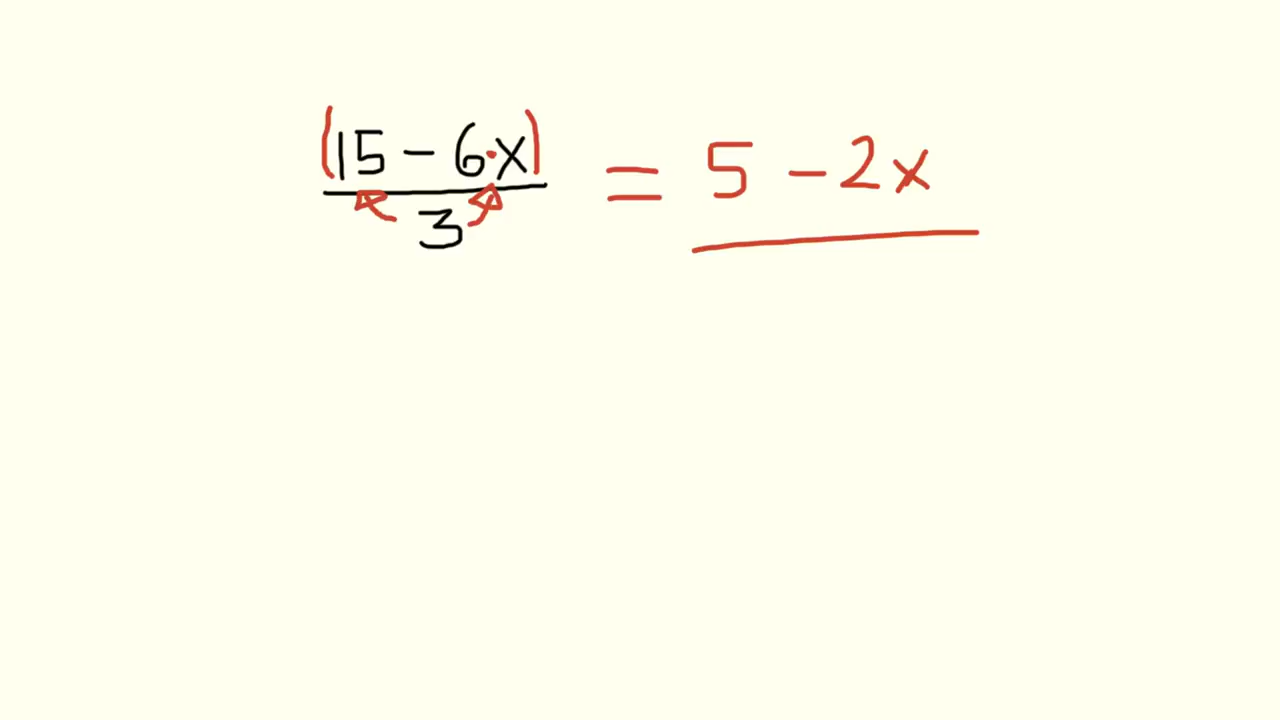 (15 - 6·x) / 3 = 5 - 2x